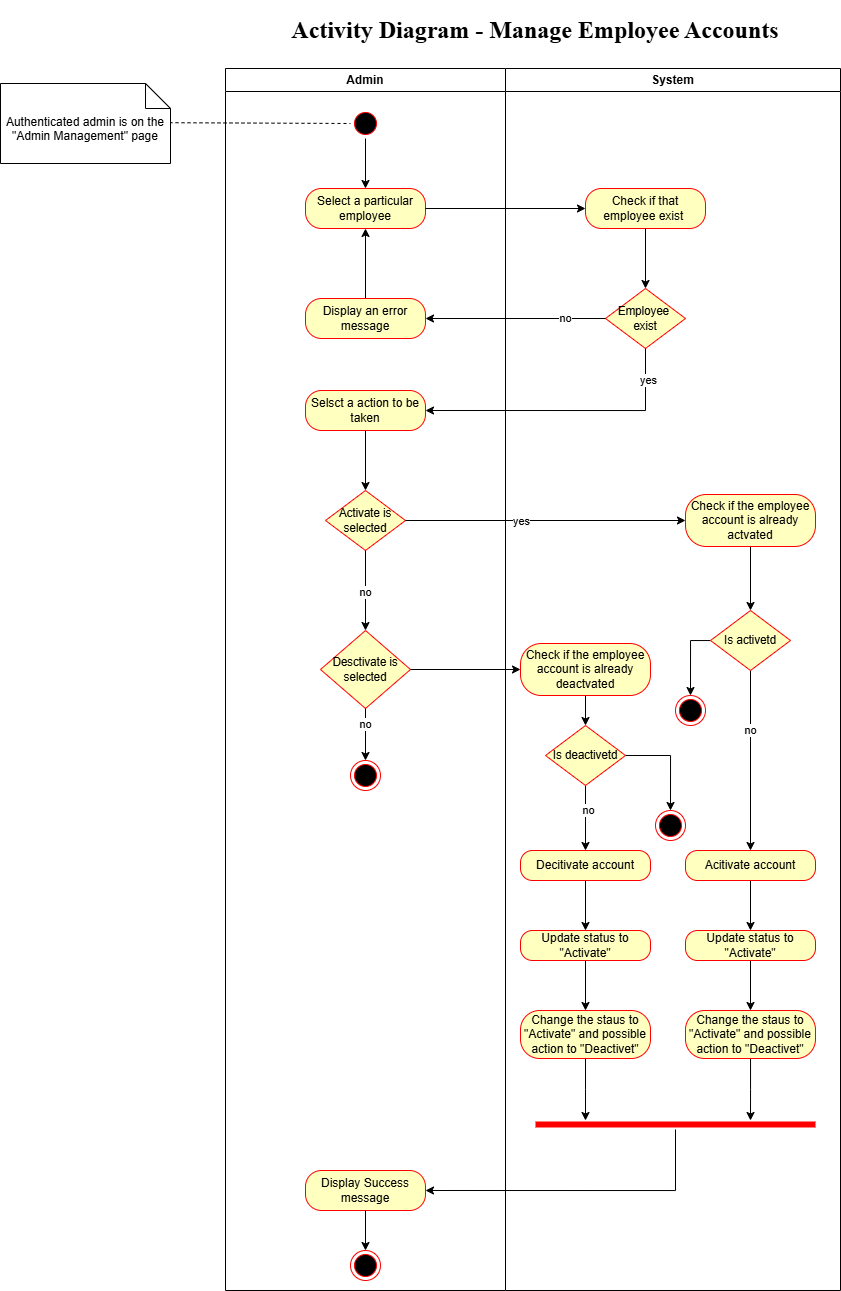 Activity Diagram - Manage Employee Accounts
Admin
System
Authenticated admin is on the
"Admin Management" page
Select a particular
employee
Check if that
employee exist
Display an error
message
no
Employee
exist
yes
Selsct a action to be
taken
Activate is
selected
yes
Check if the employee
account is already
actvated
no
Is activetd
Desctivate is
selected
Check if the employee
account is already
deactvated
no
no
Is deactivetd
no
Decitivate account
Acitivate account
Update status to
"Activate"
Update status to
"Activate"
Change the staus to
"Activate" and possible
action to "Deactivet"
Change the staus to
"Activate" and possible
action to "Deactivet"
Display Success
message